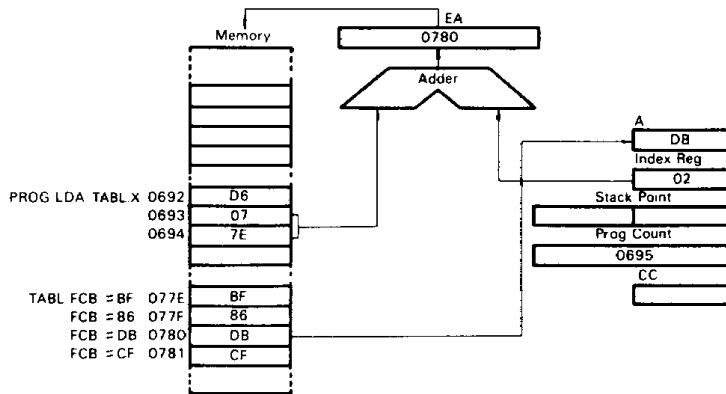 EA
Memory
0780
Adder
A
DB
Index Reg
02
PROG LDA TABL.X 0692 D6
Stack Point
0693 07
Prog Count
0694 7E
0695
CC
TABL FCB = BF 077E BF
FCB = 86 077F 86
FCB = DB 0780 DB
FCB = CF 0781 CF